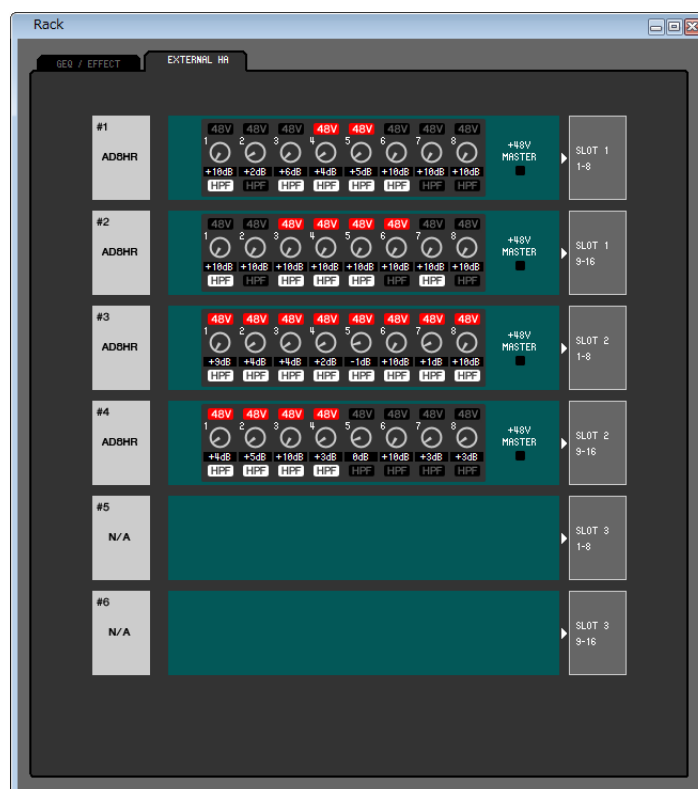 Rack
GEQ / EFFECT
EXTERNAL HA
#1
AD8HR
48V 48V 48V 48V 48V 48V 48V 48V
1 2 3 4 5 6 7 8
+10dB +2dB +6dB +4dB +5dB +10dB +10dB +10dB
HPF HPF HPF HPF HPF HPF HPF HPF
+48V
MASTER
SLOT 1
1-8
#2
AD8HR
48V 48V 48V 48V 48V 48V 48V 48V
1 2 3 4 5 6 7 8
+10dB +10dB +10dB +10dB +10dB +10dB +10dB +10dB
HPF HPF HPF HPF HPF HPF HPF HPF
+48V
MASTER
SLOT 1
9-16
#3
AD8HR
48V 48V 48V 48V 48V 48V 48V 48V
1 2 3 4 5 6 7 8
+9dB +4dB +4dB +2dB -1dB +10dB +1dB +10dB
HPF HPF HPF HPF HPF HPF HPF HPF
+48V
MASTER
SLOT 2
1-8
#4
AD8HR
48V 48V 48V 48V 48V 48V 48V 48V
1 2 3 4 5 6 7 8
+4dB +5dB +10dB +3dB 0dB +10dB +3dB +3dB
HPF HPF HPF HPF HPF HPF HPF HPF
+48V
MASTER
SLOT 2
9-16
#5
N/A
SLOT 3
1-8
#6
N/A
SLOT 3
9-16